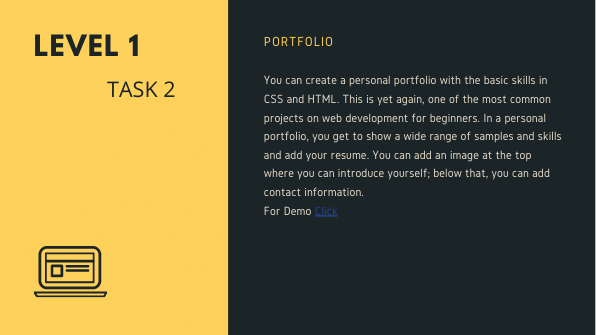 LEVEL 1
TASK 2
PORTFOLIO
You can create a personal portfolio with the basic skills in
CSS and HTML. This is yet again, one of the most common
projects on web development for beginners. In a personal
portfolio, you get to show a wide range of samples and skills
and add your resume. You can add an image at the top
where you can introduce yourself; below that, you can add
contact information.
For Demo Click